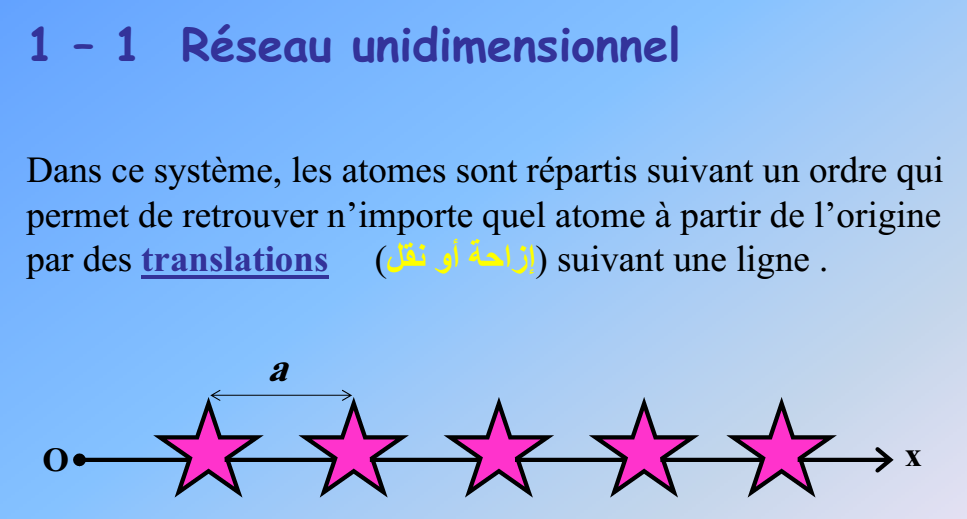 1 – 1 Réseau unidimensionnel
Dans ce système, les atomes sont répartis suivant un ordre qui
permet de retrouver n’importe quel atome à partir de l’origine
par des translations (إزاحة أو نقل) suivant une ligne .
a
O
x